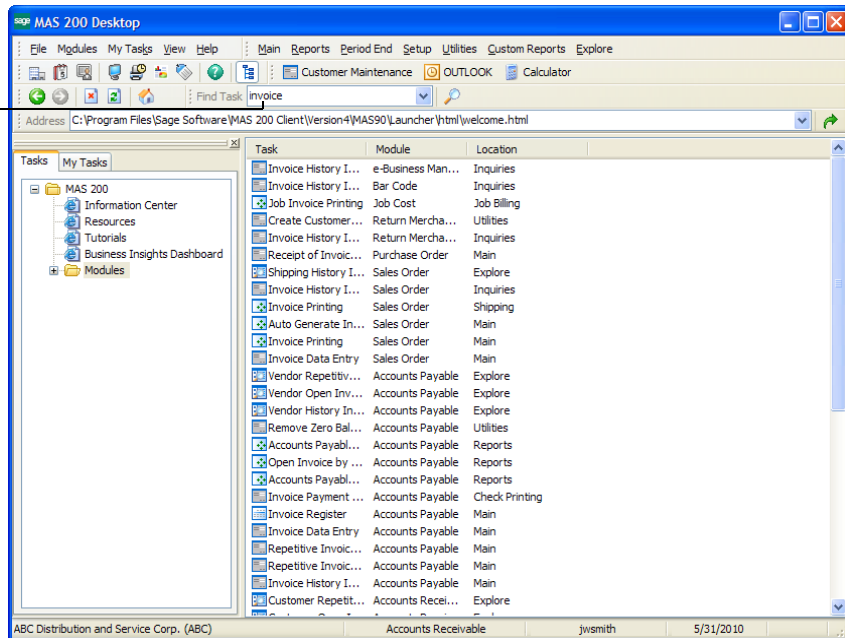 sage MAS 200 Desktop
File Modules My Tasks View Help Main Reports Period End Setup Utilities Custom Reports Explore
Customer Maintenance OUTLOOK Calculator
Find Task invoice
Address C:\Program Files\Sage Software\MAS 200 Client\Version4\MAS90\Launcher\html\welcome.html
Tasks My Tasks
MAS 200
Information Center
Resources
Tutorials
Business Insights Dashboard
Modules
Task Module Location
Invoice History I... e-Business Man... Inquiries
Invoice History I... Bar Code Inquiries
Job Invoice Printing Job Cost Job Billing
Create Customer... Return Mercha... Utilities
Invoice History I... Return Mercha... Inquiries
Receipt of Invoic... Purchase Order Main
Shipping History I... Sales Order Explore
Invoice History I... Sales Order Inquiries
Invoice Printing Sales Order Shipping
Auto Generate In... Sales Order Main
Invoice Printing Sales Order Main
Invoice Data Entry Sales Order Main
Vendor Repetitiv... Accounts Payable Explore
Vendor Open Inv... Accounts Payable Explore
Vendor History In... Accounts Payable Explore
Remove Zero Bal... Accounts Payable Utilities
Accounts Payabl... Accounts Payable Reports
Open Invoice by ... Accounts Payable Reports
Accounts Payabl... Accounts Payable Reports
Invoice Payment ... Accounts Payable Check Printing
Invoice Register Accounts Payable Main
Invoice Data Entry Accounts Payable Main
Repetitive Invoic... Accounts Payable Main
Repetitive Invoic... Accounts Payable Main
Invoice History I... Accounts Payable Main
Customer Repetit... Accounts Recei... Explore
ABC Distribution and Service Corp. (ABC) Accounts Receivable jwsmith 5/31/2010